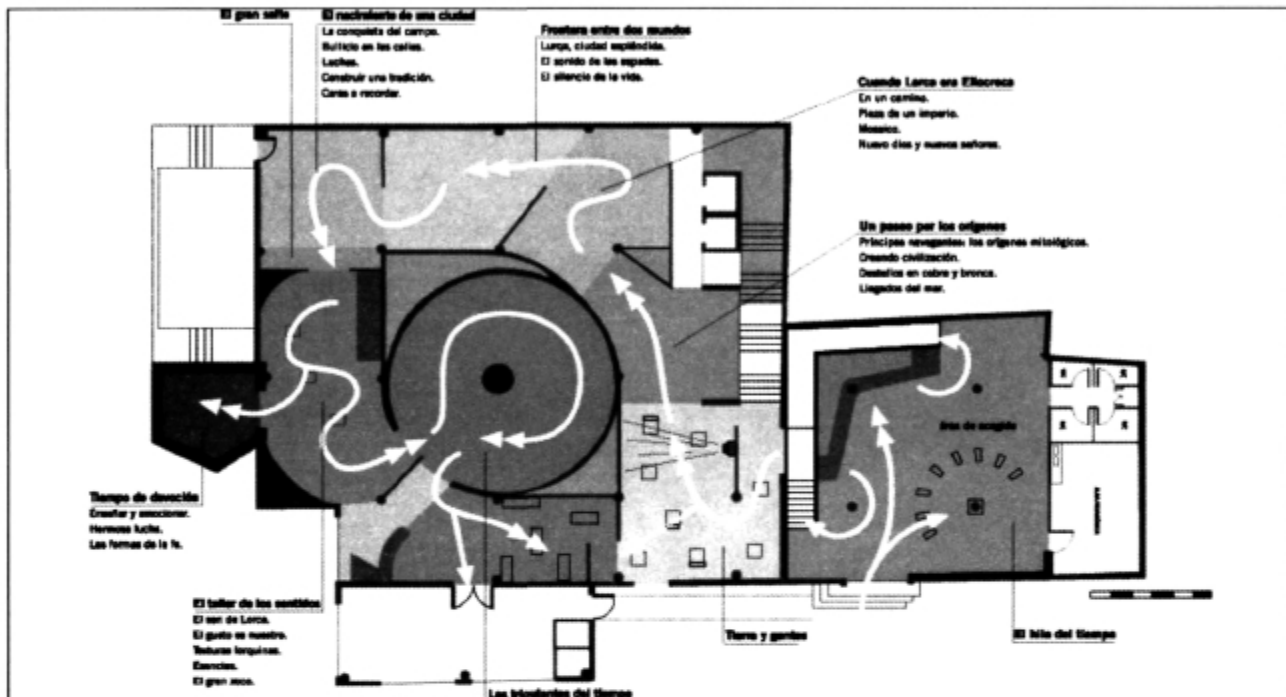 El gran salto
El nacimiento de una ciudad
La conquista del campo.
Bullicio en las calles.
Luchas.
Construir una tradición.
Caras a recordar.
Frontera entre dos mundos
Lurqa, ciudad espléndida.
El sonido de las espadas.
El silencio de la vida.
Cuando Lorca era Eliocroca
En un camino.
Pieza de un imperio.
Mosaico.
Nuevo dios y nuevos señores.
Un paseo por los orígenes
Príncipes navegantes: los orígenes mitológicos.
Creando civilización.
Destellos en cobre y bronce.
Llegados del mar.
Área de acogida
Tiempo de devoción
Enseñar y emocionar.
Hermosa lucha.
Las formas de la fe.
El taller de los sentidos
El son de Lorca.
El gusto es nuestro.
Texturas lorquinas.
Esencias.
El gran zoco.
Los tripulantes del tiempo
Tierra y gentes
El hilo del tiempo